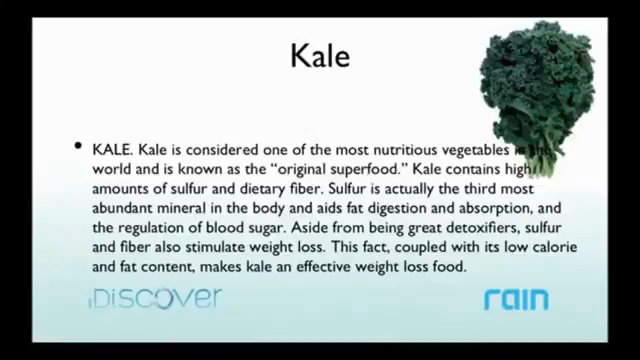 Kale
• KALE. Kale is considered one of the most nutritious vegetables in the
world and is known as the “original superfood.” Kale contains high
amounts of sulfur and dietary fiber. Sulfur is actually the third most
abundant mineral in the body and aids fat digestion and absorption, and
the regulation of blood sugar. Aside from being great detoxifiers, sulfur
and fiber also stimulate weight loss. This fact, coupled with its low calorie
and fat content, makes kale an effective weight loss food.
iDiscover rain